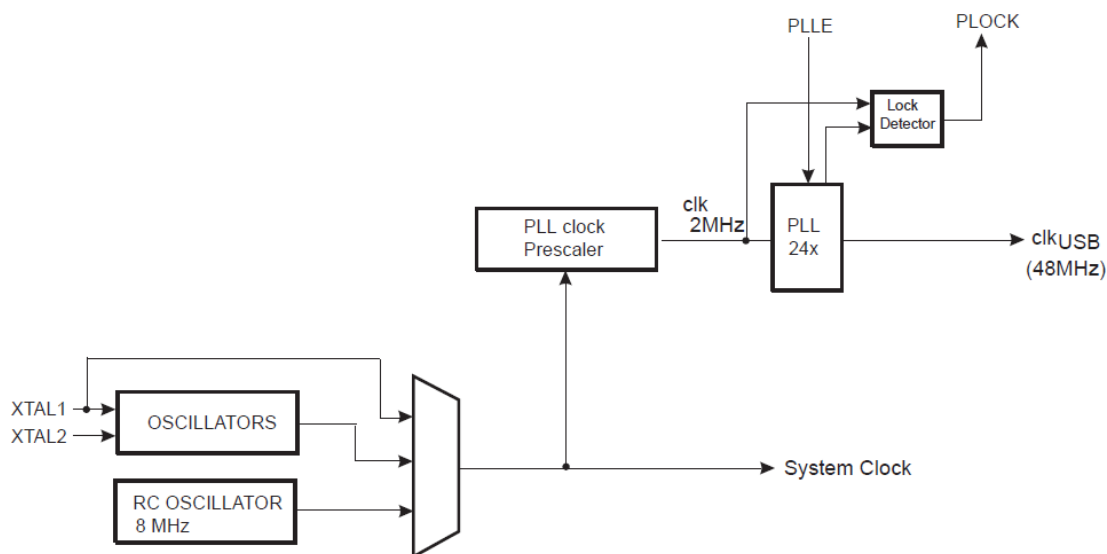 PLLE
PLOCK
Lock
Detector
PLL clock
Prescaler
clk
2MHz
PLL
24x
clkUSB
(48MHz)
XTAL1
XTAL2
OSCILLATORS
RC OSCILLATOR
8 MHz
System Clock